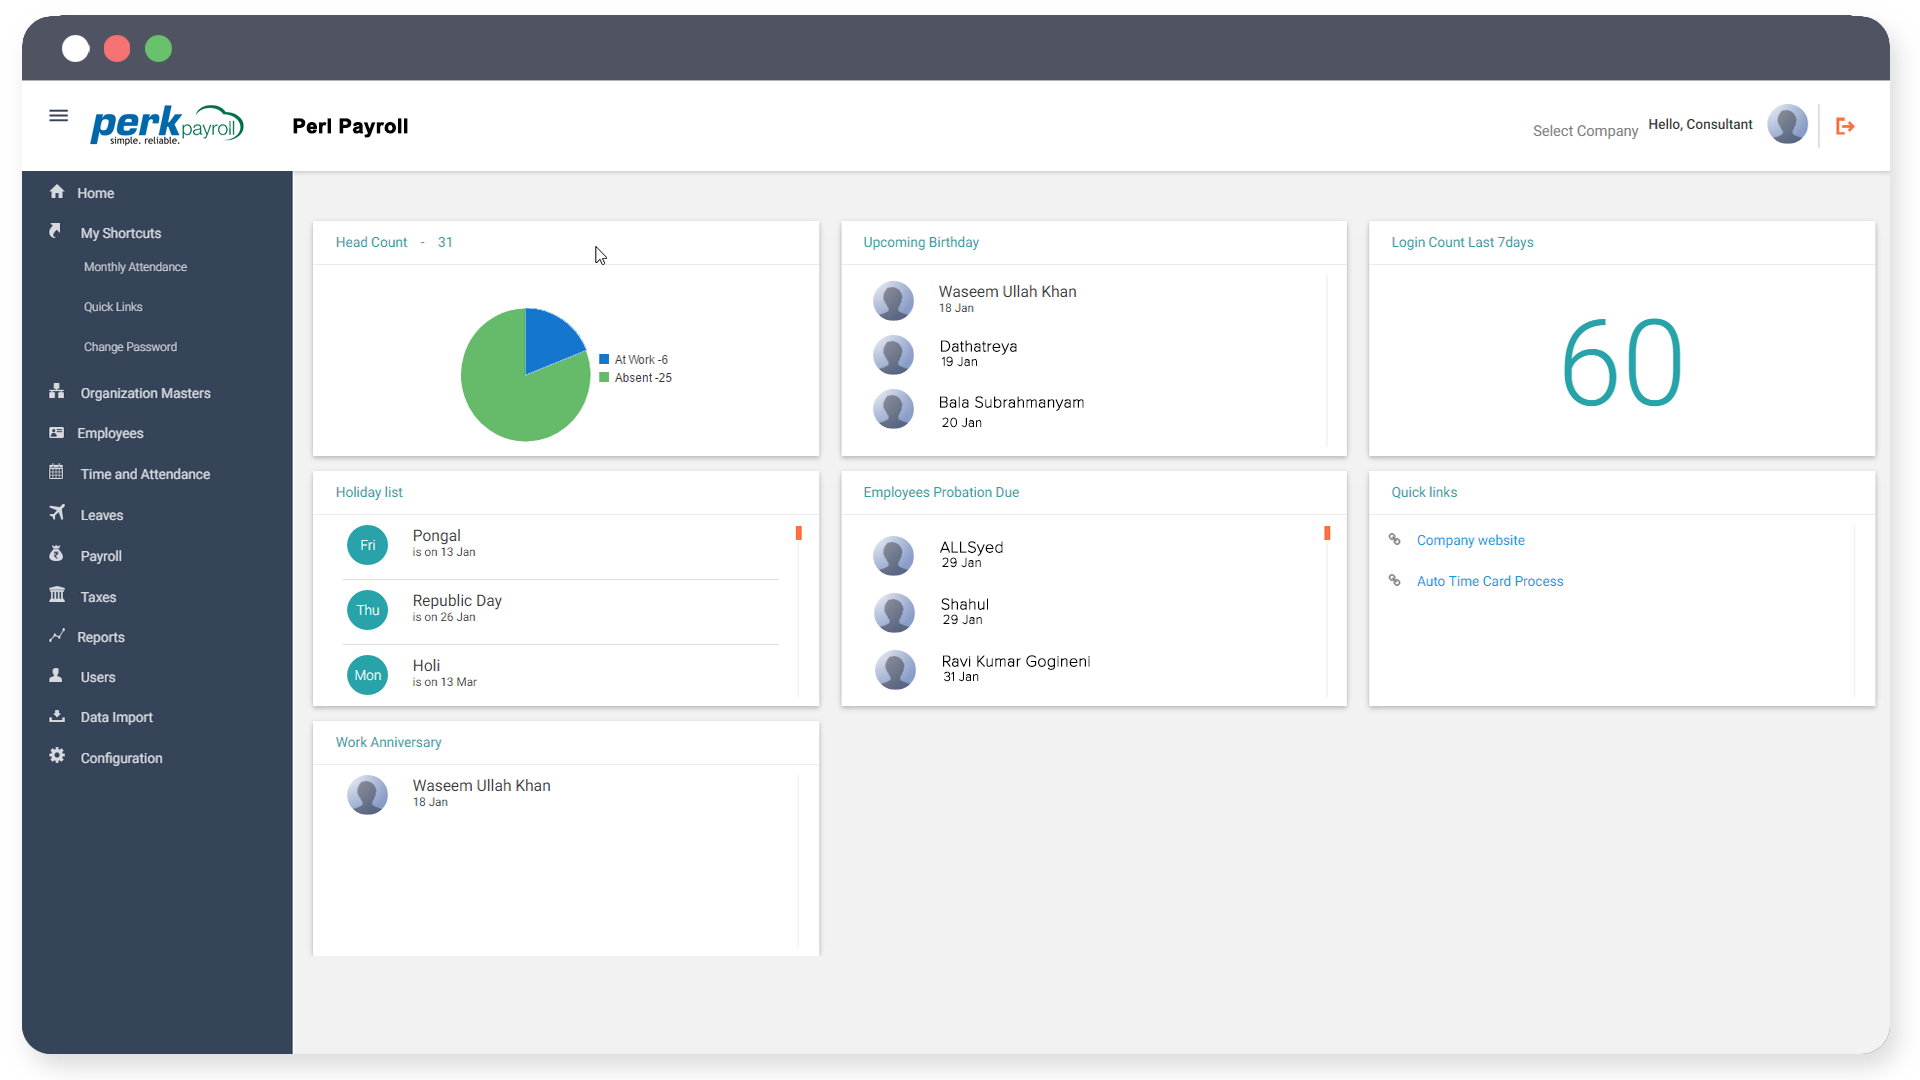 perkpayroll
simple. reliable.
Perl Payroll
Select Company
Hello, Consultant
Home
My Shortcuts
Monthly Attendance
Quick Links
Change Password
Organization Masters
Employees
Time and Attendance
Leaves
Payroll
Taxes
Reports
Users
Data Import
Configuration
Head Count - 31
At Work -6
Absent -25
Upcoming Birthday
Waseem Ullah Khan
18 Jan
Dathatreya
19 Jan
Bala Subrahmanyam
20 Jan
Login Count Last 7days
60
Holiday list
Fri
Pongal
is on 13 Jan
Thu
Republic Day
is on 26 Jan
Mon
Holi
is on 13 Mar
Employees Probation Due
ALLSyed
29 Jan
Shahul
29 Jan
Ravi Kumar Gogineni
31 Jan
Quick links
Company website
Auto Time Card Process
Work Anniversary
Waseem Ullah Khan
18 Jan